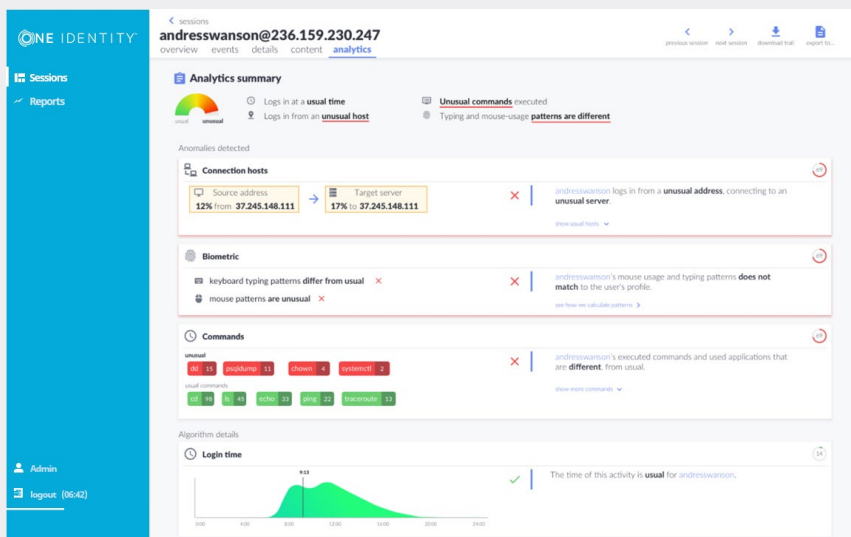 ONE IDENTITY
Sessions
Reports
Admin
logout (06:42)
sessions
andresswanson@236.159.230.247
overview events details content analytics
previous session next session download trail export to...
Analytics summary
usual unusual
Logs in at a usual time
Logs in from an unusual host
Unusual commands executed
Typing and mouse-usage patterns are different
Anomalies detected
Connection hosts
69
Source address
12% from 37.245.148.111
Target server
17% to 37.245.148.111
andresswanson logs in from a unusual address, connecting to an
unusual server.
show usual hosts
Biometric
69
keyboard typing patterns differ from usual
mouse patterns are unusual
andresswanson's mouse usage and typing patterns does not
match to the user's profile.
see how we calculate patterns
Commands
69
unusual
dd 15 psqldump 11 chown 4 systemctl 2
usual commands
cd 98 ls 45 echo 33 ping 22 traceroute 13
andresswanson's executed commands and used applications that
are different, from usual.
show more commands
Algorithm details
Login time
14
9:13
0:00 4:00 8:00 12:00 16:00 20:00 24:00
The time of this activity is usual for andresswanson.